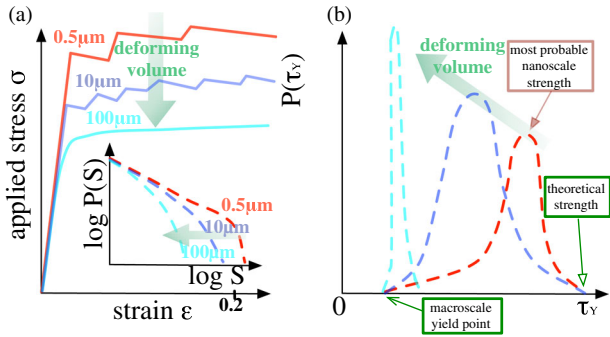 (a)
applied stress σ
0.5μm
deforming
volume
10μm
100μm
log P(S)
0.5μm
10μm
100μm
log S
strain ε
0.2
(b)
P(τY)
deforming
volume
most probable
nanoscale
strength
theoretical
strength
0
τY
macroscale
yield point